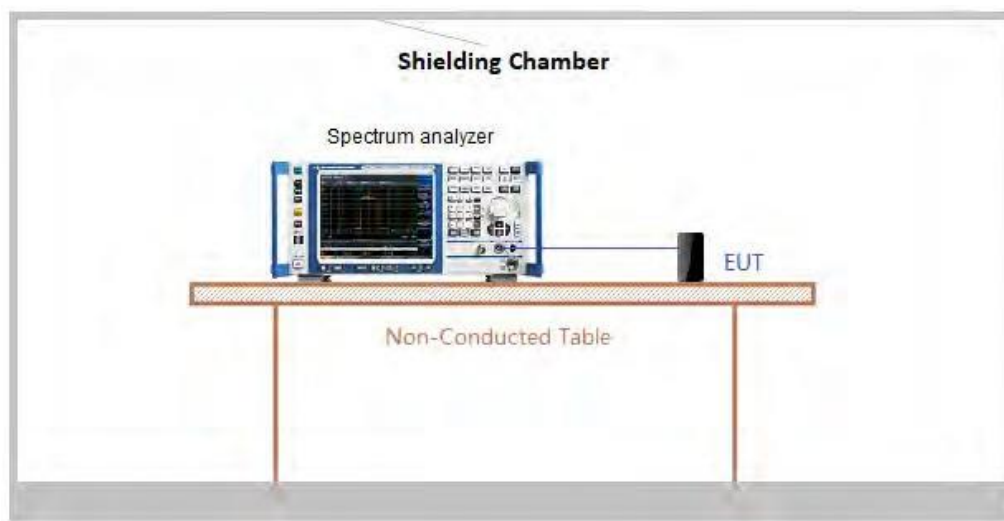 Shielding Chamber
Spectrum analyzer
EUT
Non-Conducted Table